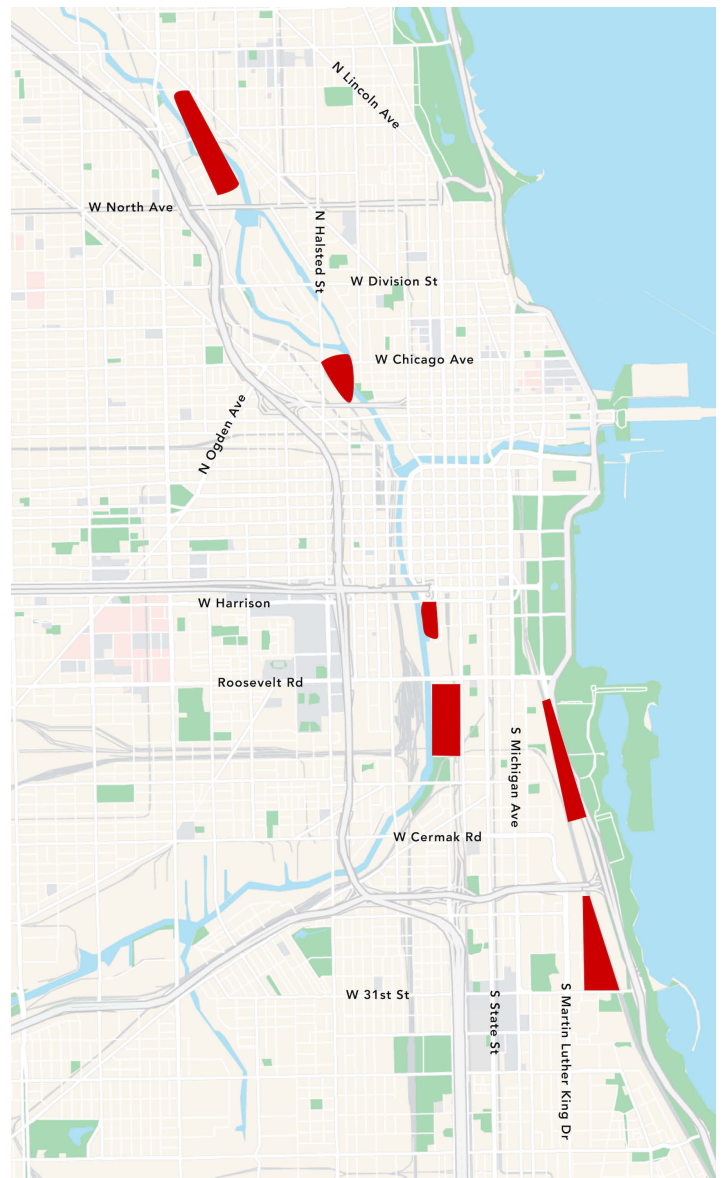 N Lincoln Ave
W North Ave
N Halsted St
W Division St
W Chicago Ave
N Ogden Ave
W Harrison
Roosevelt Rd
S Michigan Ave
W Cermak Rd
W 31st St
S State St
S Martin Luther King Dr